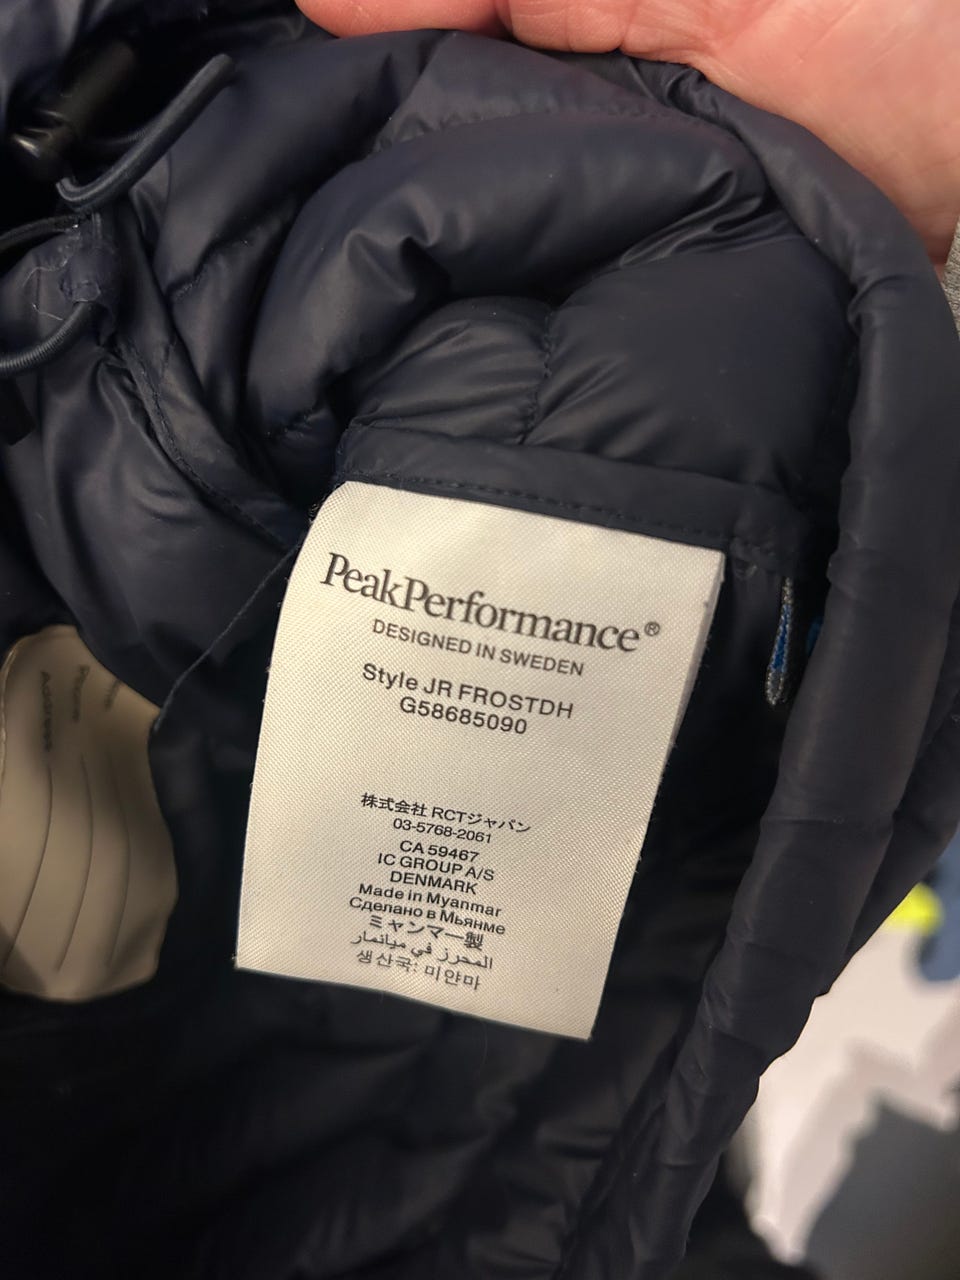 PeakPerformance®
DESIGNED IN SWEDEN
Style JR FROSTDH
G58685090
株式会社 RCTジャパン
03-5768-2061
CA 59467
IC GROUP A/S
DENMARK
Made in Myanmar
Сделано в Мьянме
ミャンマー製
المحرز في ميانمار
생산국: 미얀마
Phone
Address